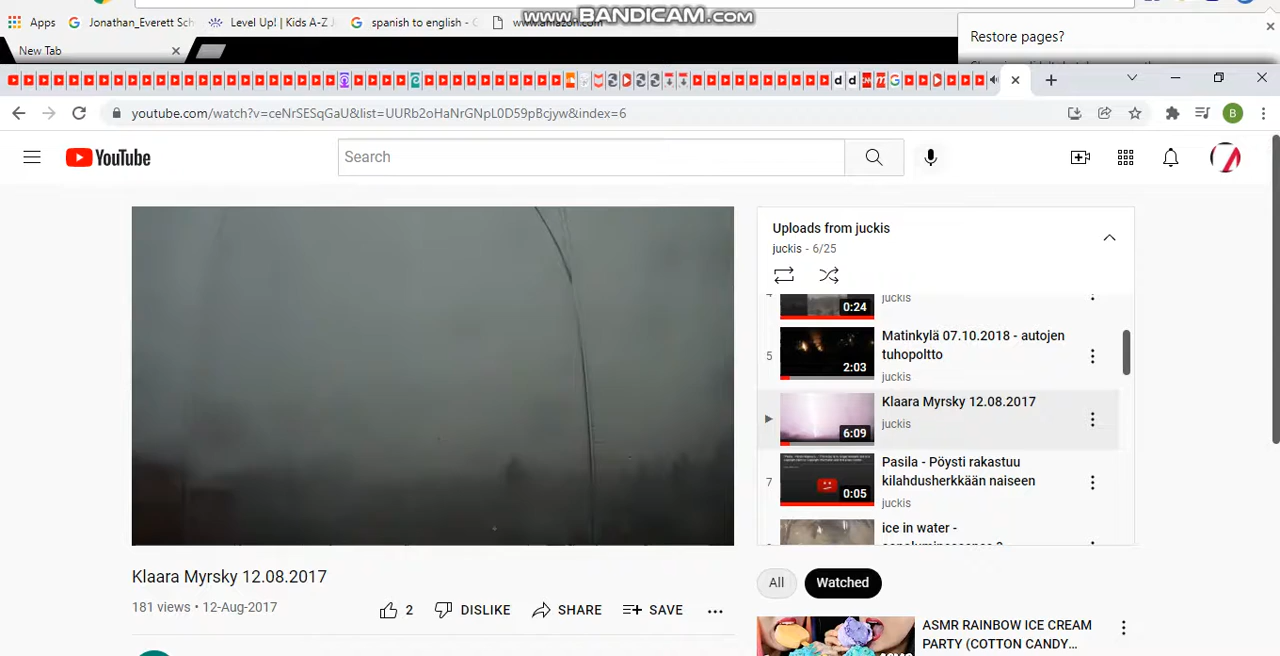 www.BANDICAM.com
Apps
Jonathan_Everett Sch
Level Up! | Kids A-Z J
spanish to english - G
www.amazon.com
Restore pages?
New Tab
youtube.com/watch?v=ceNrSESqGaU&list=UURb2oHaNrGNpL0D59pBcjyw&index=6
B
YouTube
Search
Uploads from juckis
juckis - 6/25
juckis
0:24
5
Matinkylä 07.10.2018 - autojen
tuhopoltto
2:03
juckis
Klaara Myrsky 12.08.2017
juckis
6:09
7
Pasila - Pöysti rakastuu
kilahdusherkkään naiseen
0:05
juckis
ice in water -
Klaara Myrsky 12.08.2017
181 views • 12-Aug-2017
2
DISLIKE
SHARE
SAVE
All
Watched
ASMR RAINBOW ICE CREAM
PARTY (COTTON CANDY…